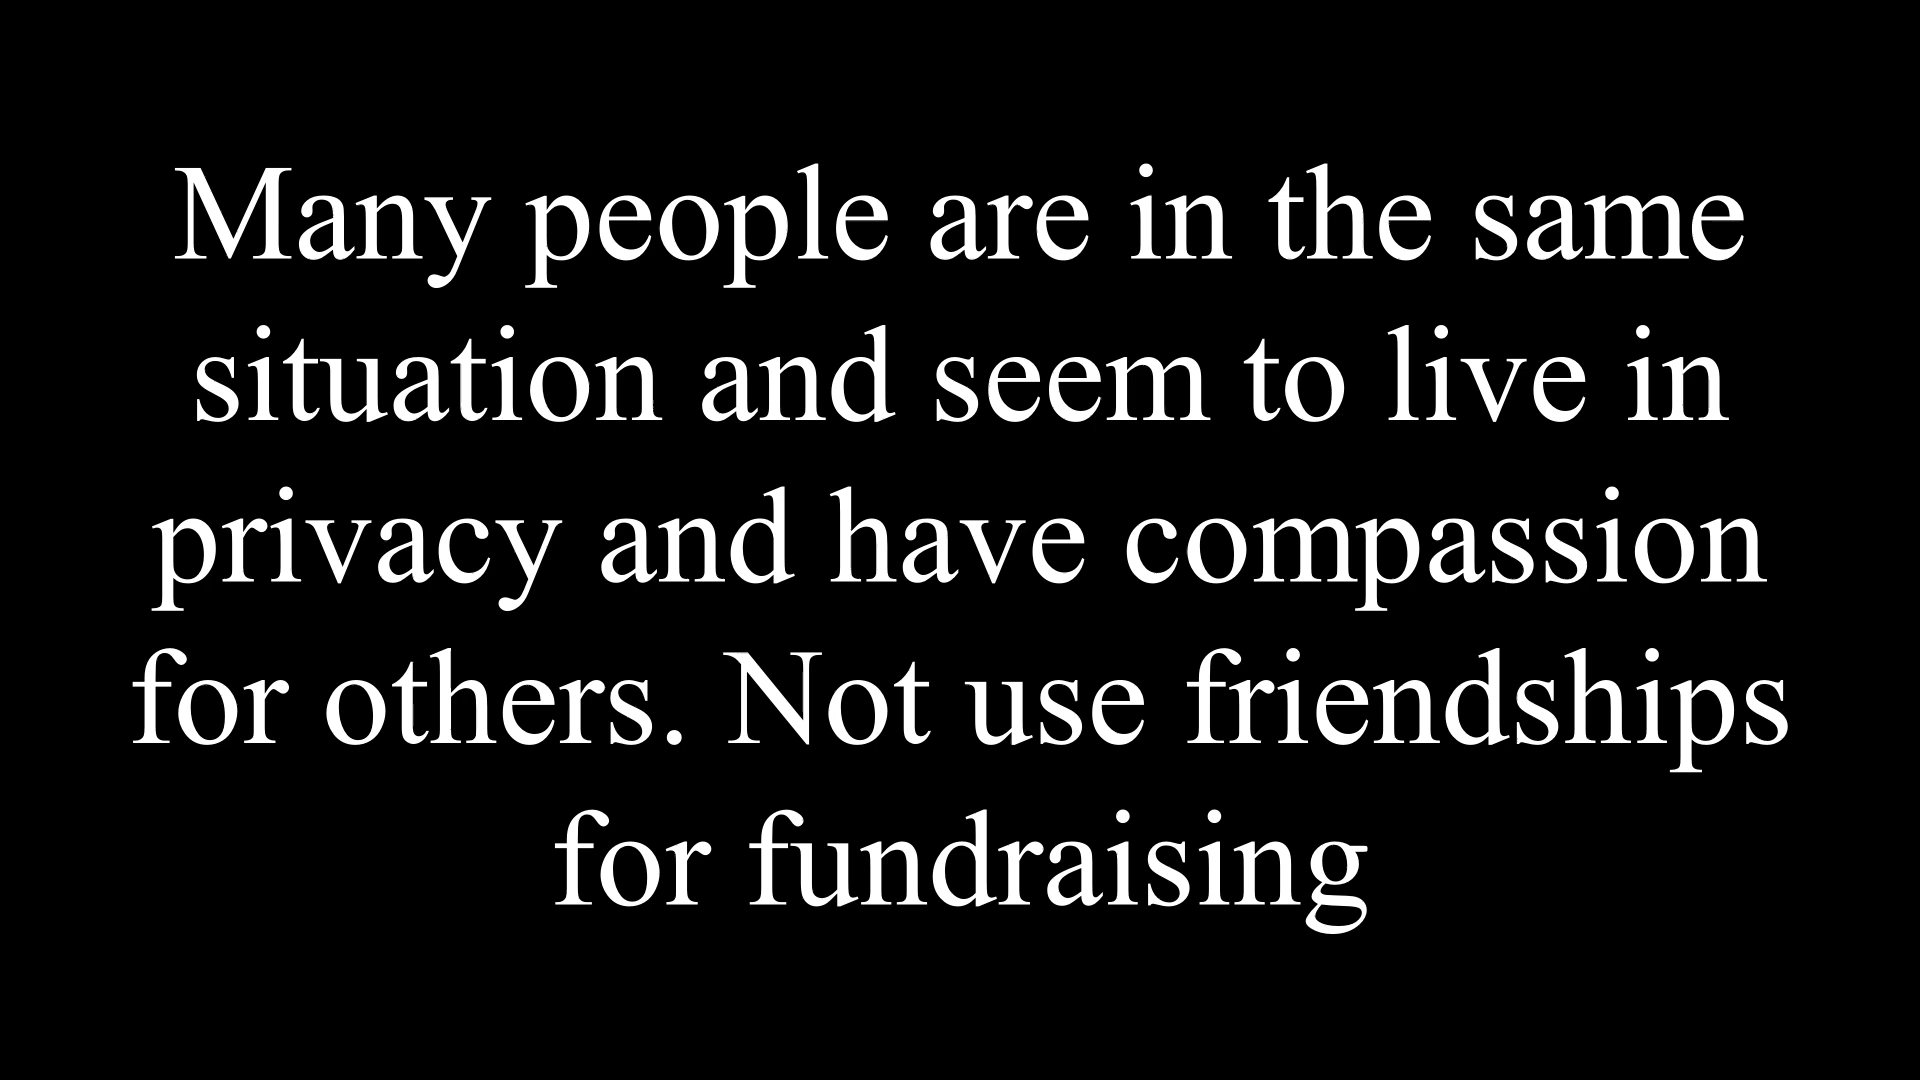 Many people are in the same
situation and seem to live in
privacy and have compassion
for others. Not use friendships
for fundraising